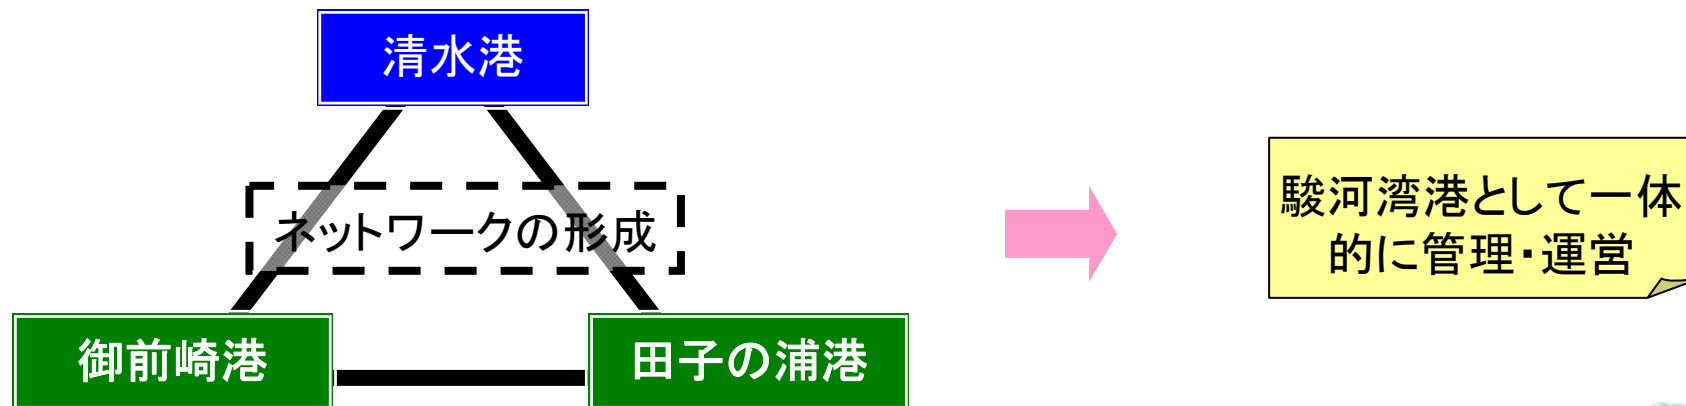 清水港
ネットワークの形成
御前崎港
田子の浦港
駿河湾港として一体
的に管理・運営